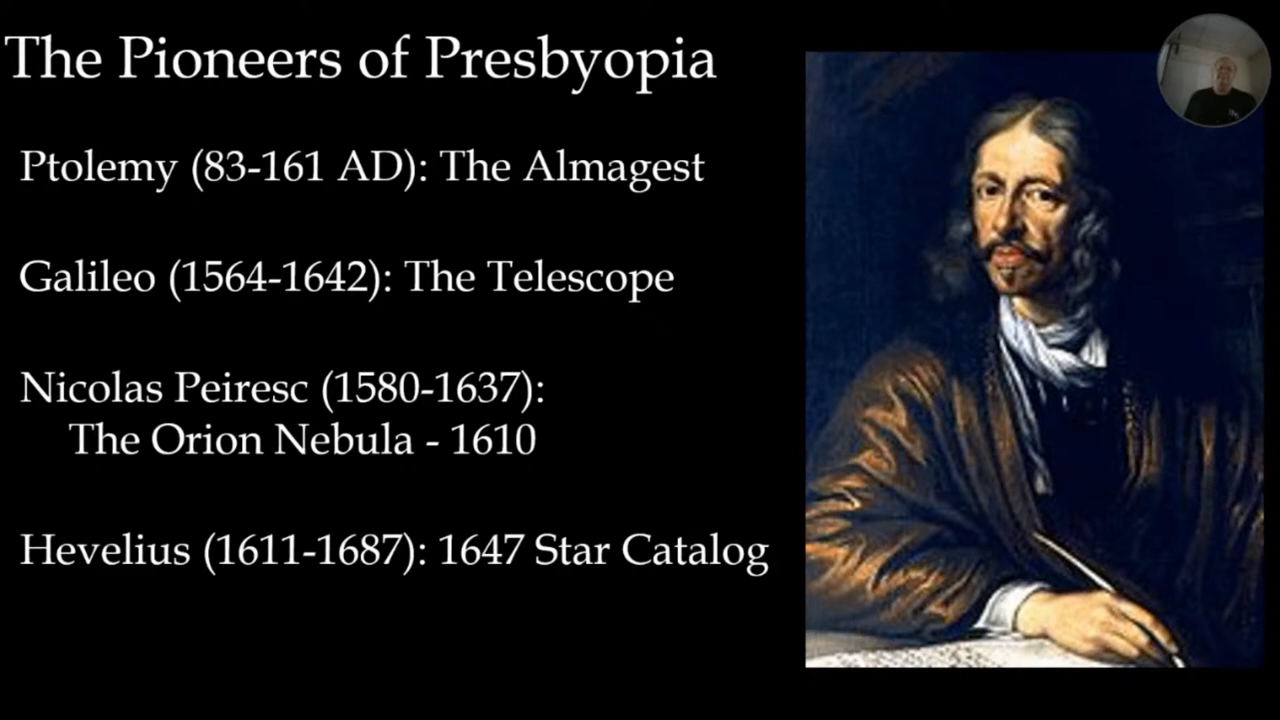 The Pioneers of Presbyopia
Ptolemy (83-161 AD): The Almagest
Galileo (1564-1642): The Telescope
Nicolas Peiresc (1580-1637):
The Orion Nebula - 1610
Hevelius (1611-1687): 1647 Star Catalog